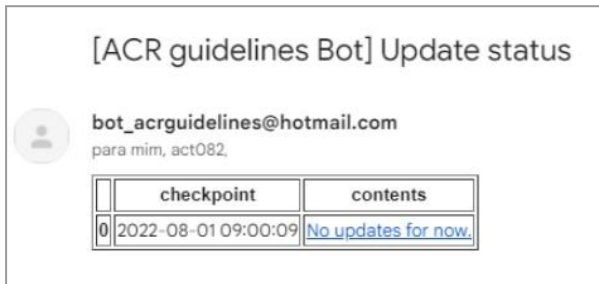 [ACR guidelines Bot] Update status
bot_acrguidelines@hotmail.com
para mim, act082,
checkpoint contents
0 2022-08-01 09:00:09 No updates for now.